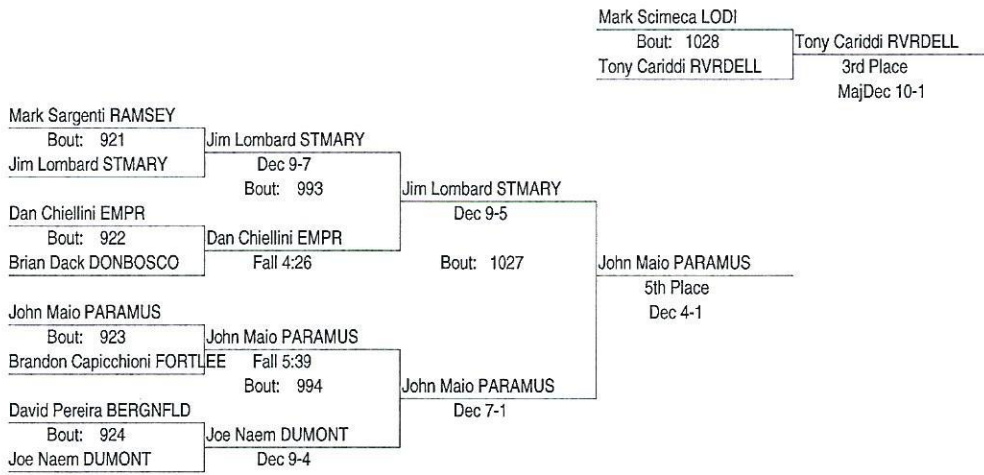 Mark Scimeca LODI
Bout: 1028
Tony Cariddi RVRDELL
Tony Cariddi RVRDELL
3rd Place
MajDec 10-1
Mark Sargenti RAMSEY
Bout: 921
Jim Lombard STMARY
Jim Lombard STMARY
Dec 9-7
Bout: 993
Jim Lombard STMARY
Dec 9-5
Dan Chiellini EMPR
Bout: 922
Dan Chiellini EMPR
Brian Dack DONBOSCO
Fall 4:26
Bout: 1027
John Maio PARAMUS
5th Place
Dec 4-1
John Maio PARAMUS
Bout: 923
John Maio PARAMUS
Brandon Capicchioni FORTLEE
Fall 5:39
Bout: 994
John Maio PARAMUS
Dec 7-1
David Pereira BERGNFLD
Bout: 924
Joe Naem DUMONT
Joe Naem DUMONT
Dec 9-4